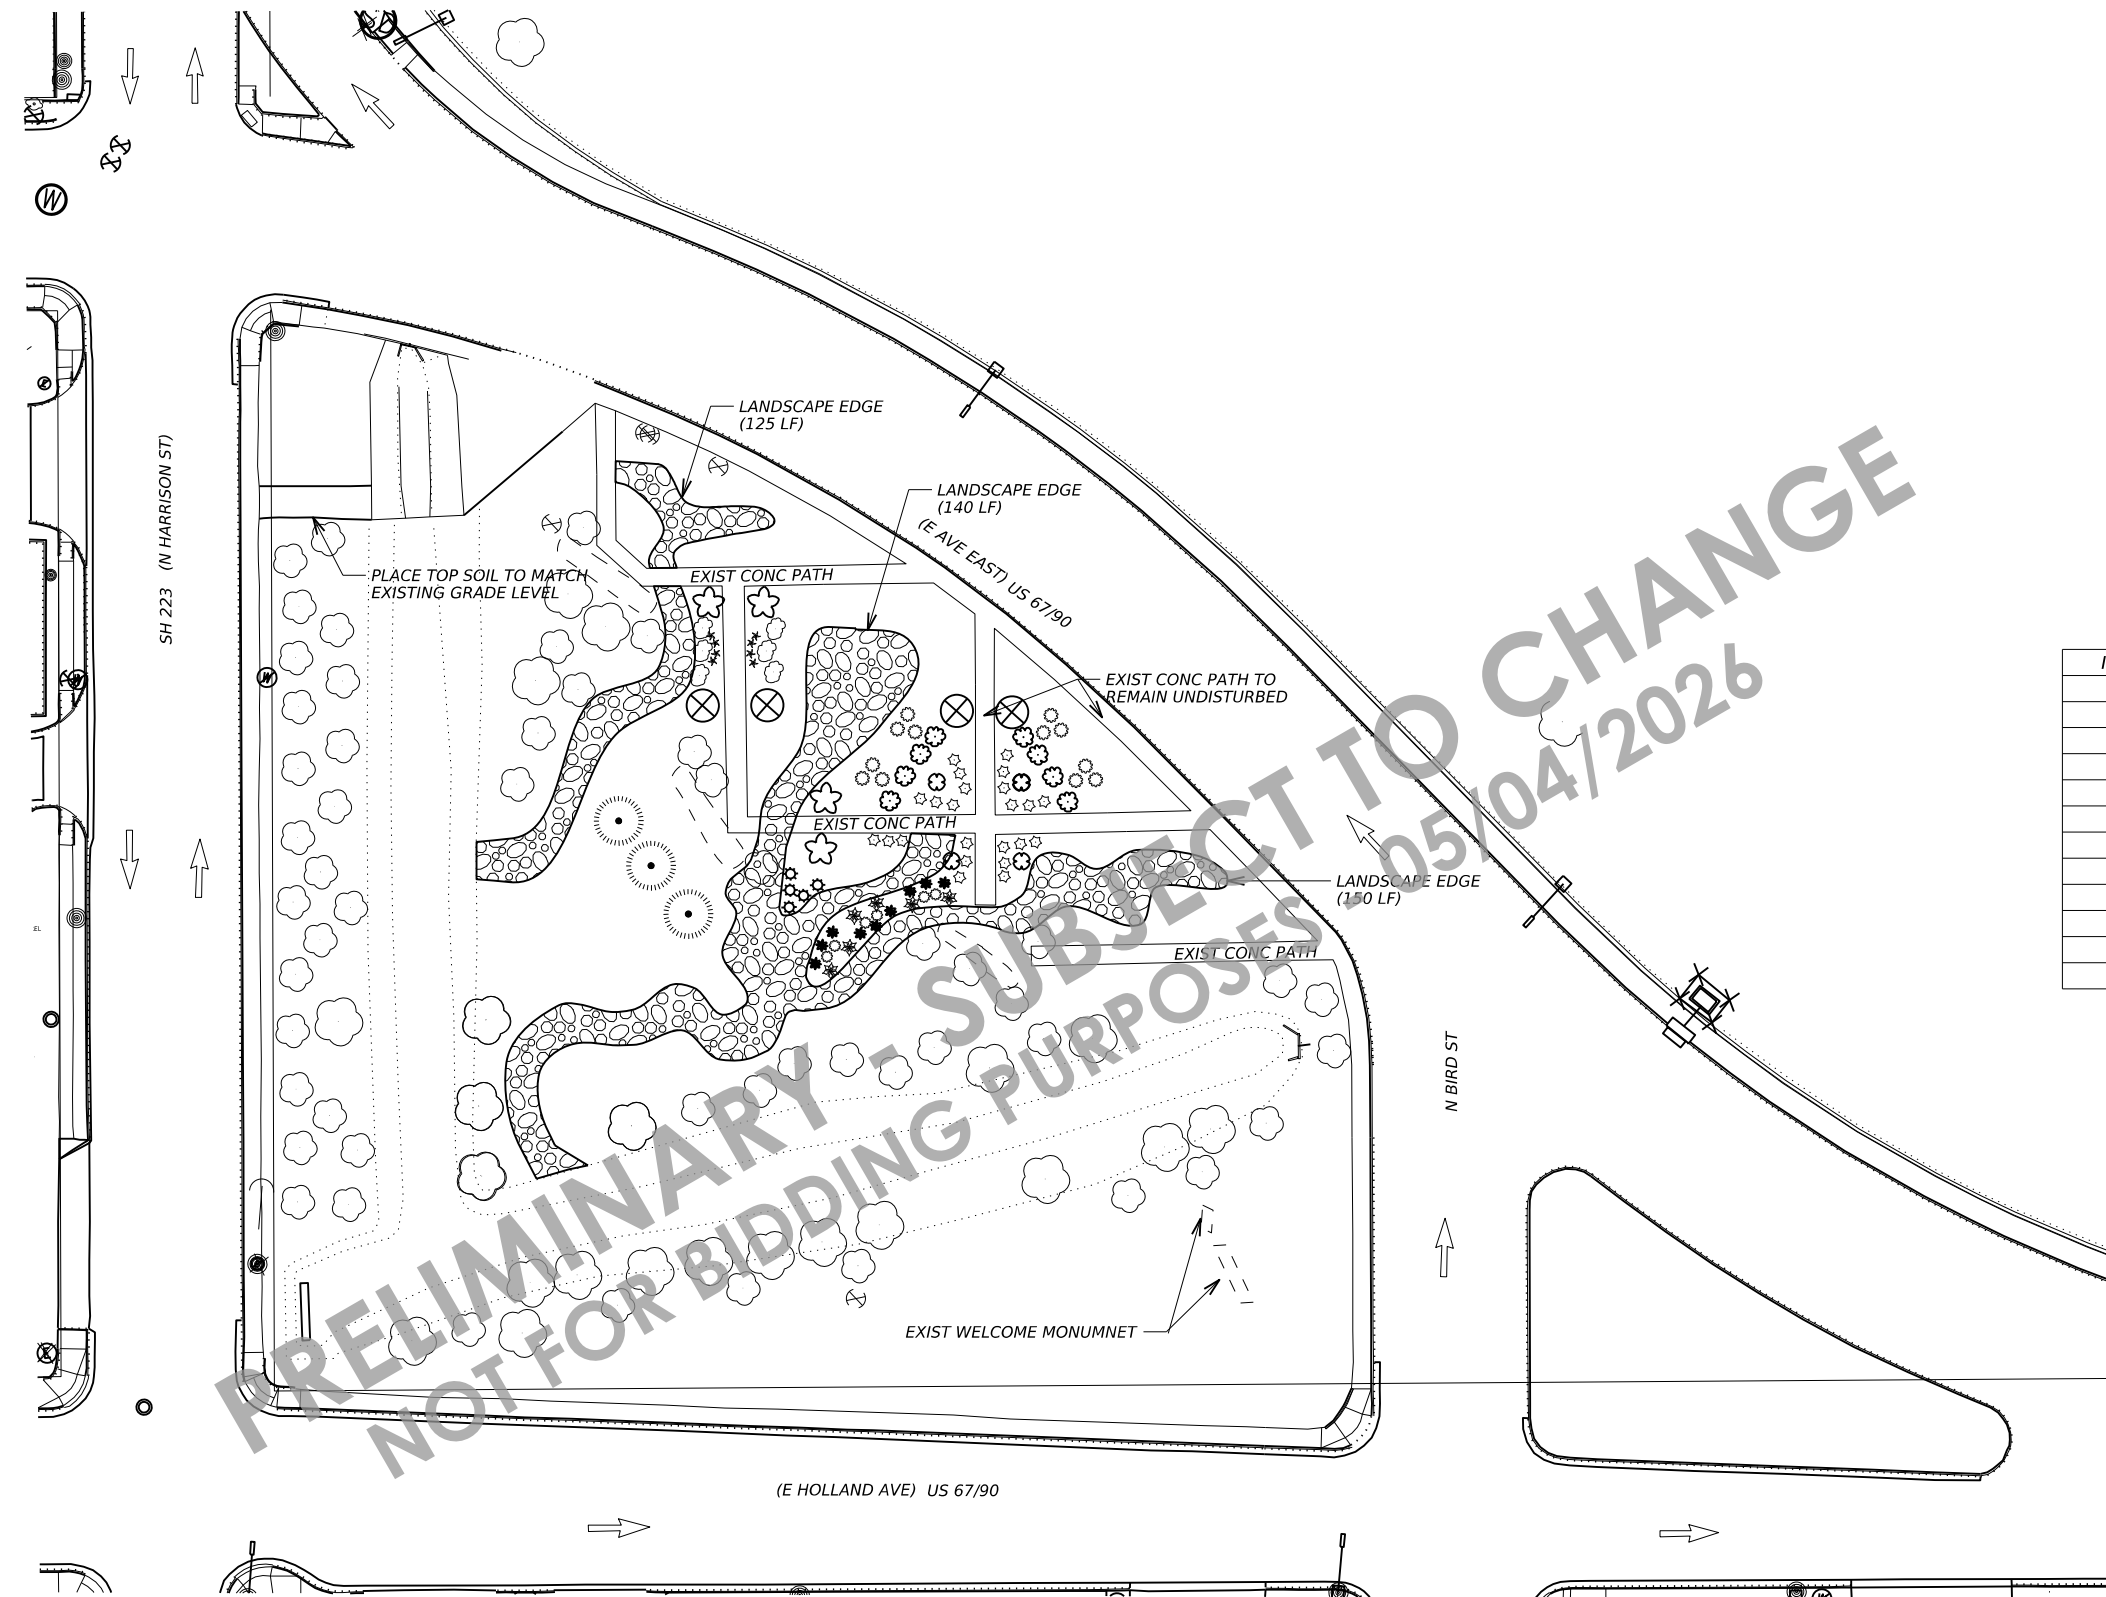 LANDSCAPE EDGE
(125 LF)
LANDSCAPE EDGE
(140 LF)
(E AVE EAST) US 67/90
SH 223 (N HARRISON ST)
PLACE TOP SOIL TO MATCH
EXISTING GRADE LEVEL
EXIST CONC PATH
EXIST CONC PATH TO
REMAIN UNDISTURBED
EXIST CONC PATH
LANDSCAPE EDGE
(150 LF)
EXIST CONC PATH
N BIRD ST
EXIST WELCOME MONUMNET
(E HOLLAND AVE) US 67/90
PRELIMINARY - SUBJECT TO CHANGE
NOT FOR BIDDING PURPOSES - 05/04/2026
W
W
W